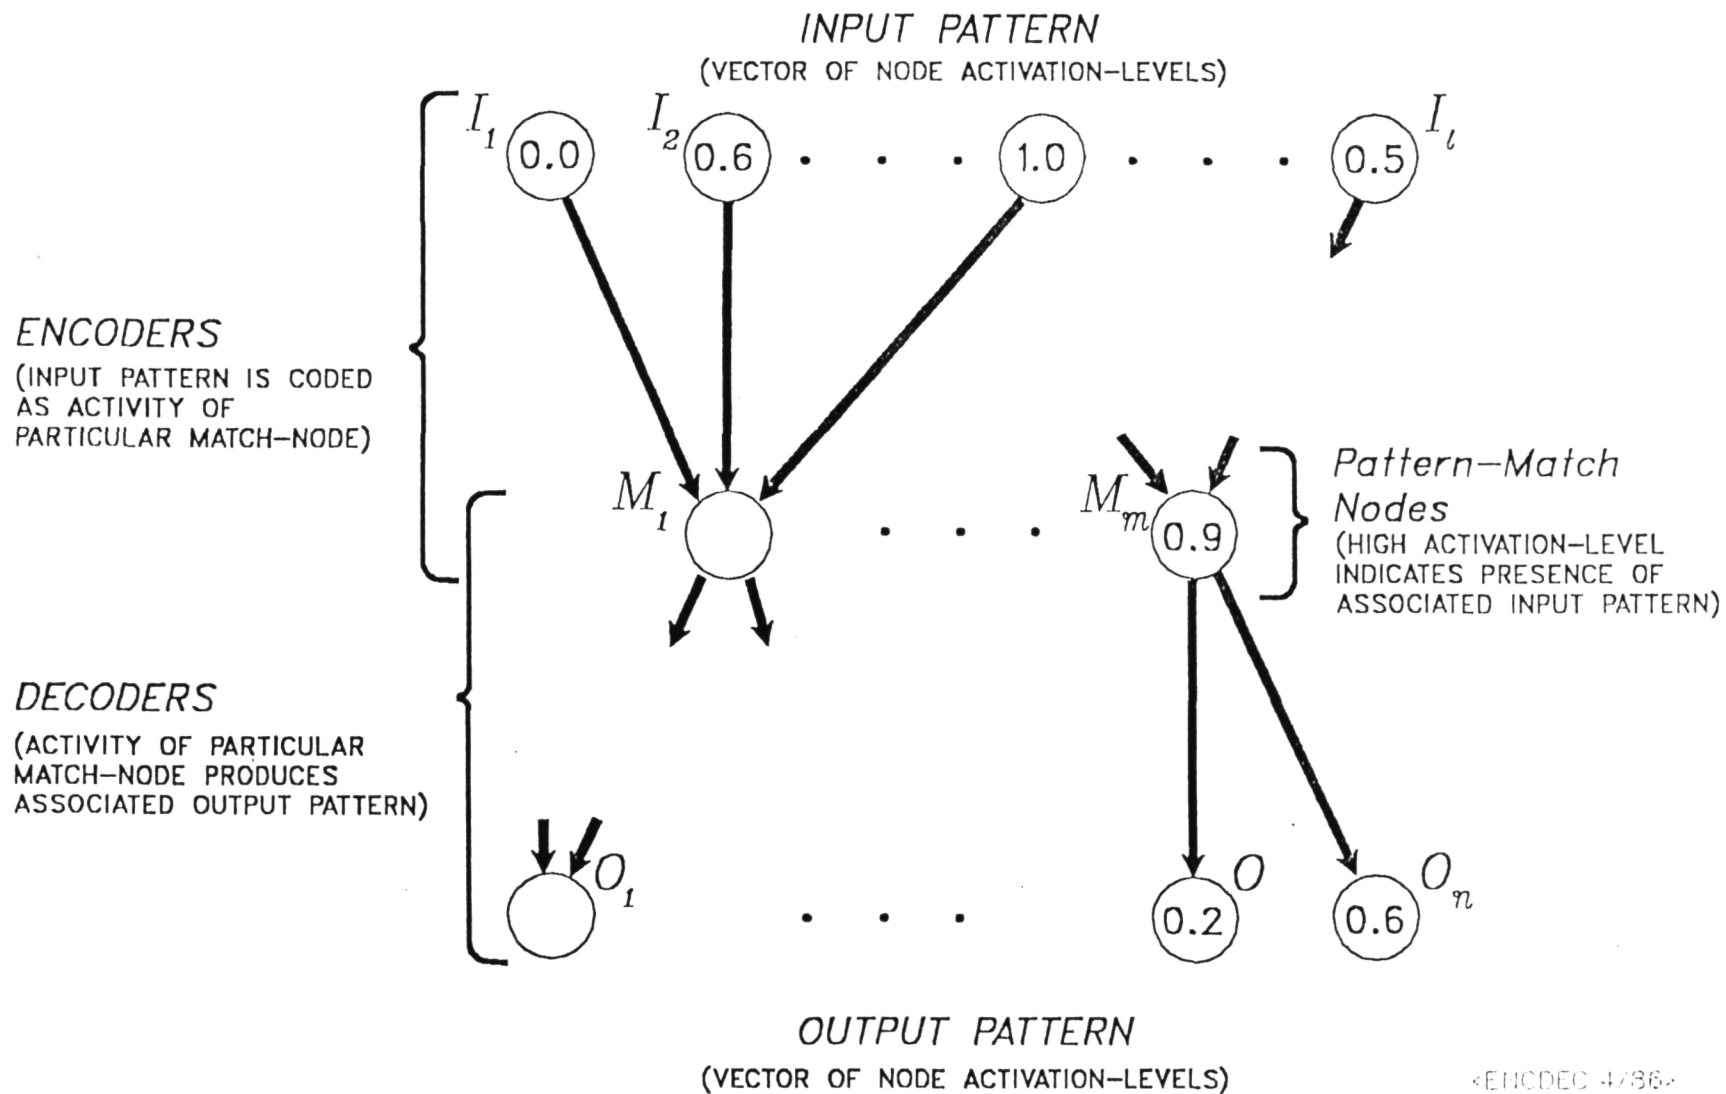 INPUT PATTERN
(VECTOR OF NODE ACTIVATION-LEVELS)
I1 0.0 I2 0.6 . . . 1.0 . . . 0.5 Il
ENCODERS
(INPUT PATTERN IS CODED
AS ACTIVITY OF
PARTICULAR MATCH-NODE)
M1 . . . Mm 0.9
Pattern-Match
Nodes
(HIGH ACTIVATION-LEVEL
INDICATES PRESENCE OF
ASSOCIATED INPUT PATTERN)
DECODERS
(ACTIVITY OF PARTICULAR
MATCH-NODE PRODUCES
ASSOCIATED OUTPUT PATTERN)
O1 . . . 0.2 O 0.6 On
OUTPUT PATTERN
(VECTOR OF NODE ACTIVATION-LEVELS)
<ENCDEC 4/86>